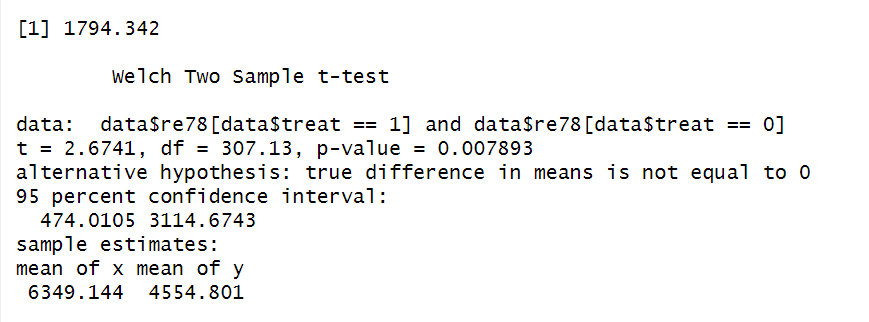 [1] 1794.342
Welch Two Sample t-test
data:  data$re78[data$treat == 1] and data$re78[data$treat == 0]
t = 2.6741, df = 307.13, p-value = 0.007893
alternative hypothesis: true difference in means is not equal to 0
95 percent confidence interval:
474.0105 3114.6743
sample estimates:
mean of x mean of y
6349.144  4554.801